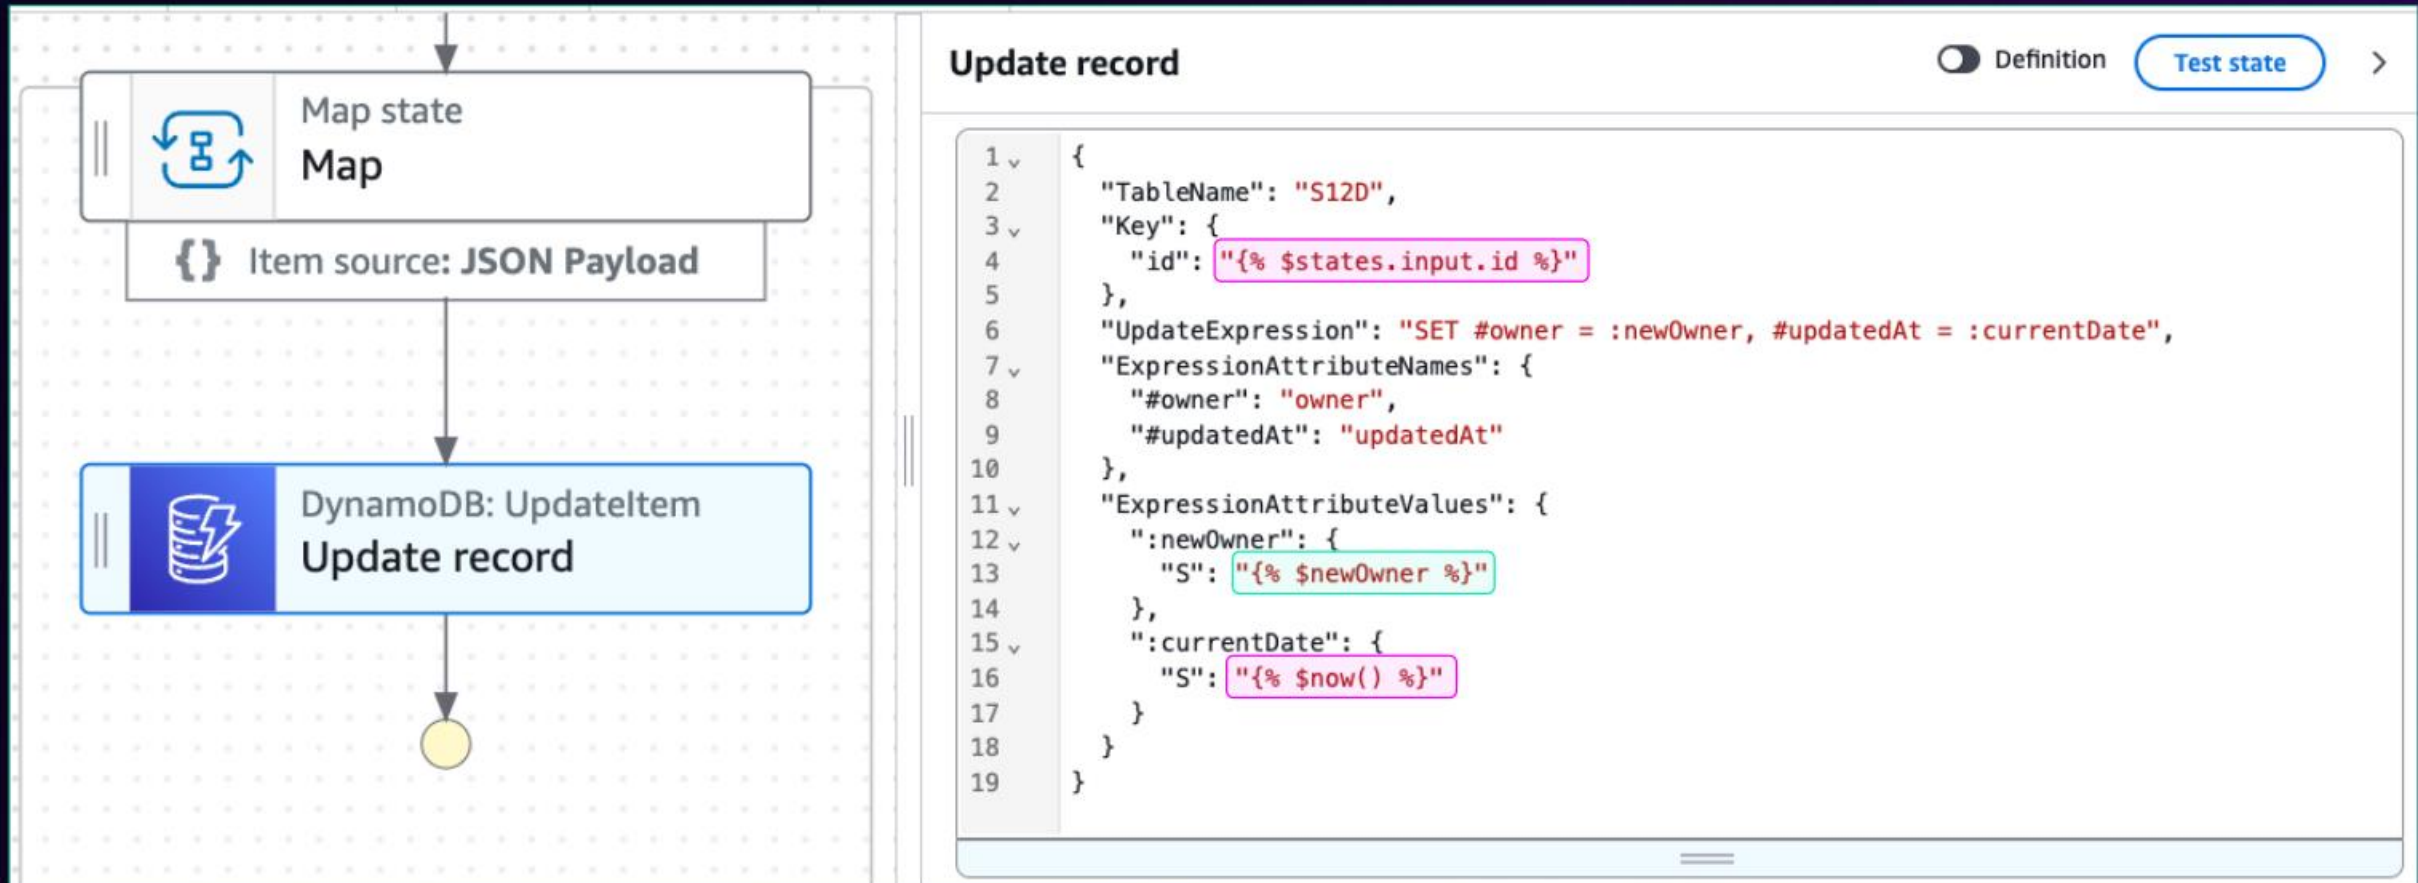 Map state
Map
{} Item source: JSON Payload
DynamoDB: UpdateItem
Update record
Update record
Definition
Test state
1 {
2 "TableName": "S12D",
3 "Key": {
4 "id": "{% $states.input.id %}"
5 },
6 "UpdateExpression": "SET #owner = :newOwner, #updatedAt = :currentDate",
7 "ExpressionAttributeNames": {
8 "#owner": "owner",
9 "#updatedAt": "updatedAt"
10 },
11 "ExpressionAttributeValues": {
12 ":newOwner": {
13 "S": "{% $newOwner %}"
14 },
15 ":currentDate": {
16 "S": "{% $now() %}"
17 }
18 }
19 }